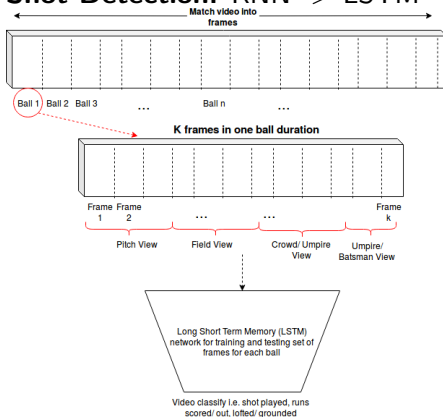 Shot Detection: RNN -> LSTM
Match video into
frames
Ball 1 Ball 2 Ball 3 ... Ball n ...
K frames in one ball duration
Frame Frame Frame
1 2 k
... ...
Pitch View Field View Crowd/ Umpire Umpire/
View Batsman View
Long Short Term Memory (LSTM)
network for training and testing set of
frames for each ball
Video classify i.e. shot played, runs
scored/ out, lofted/ grounded